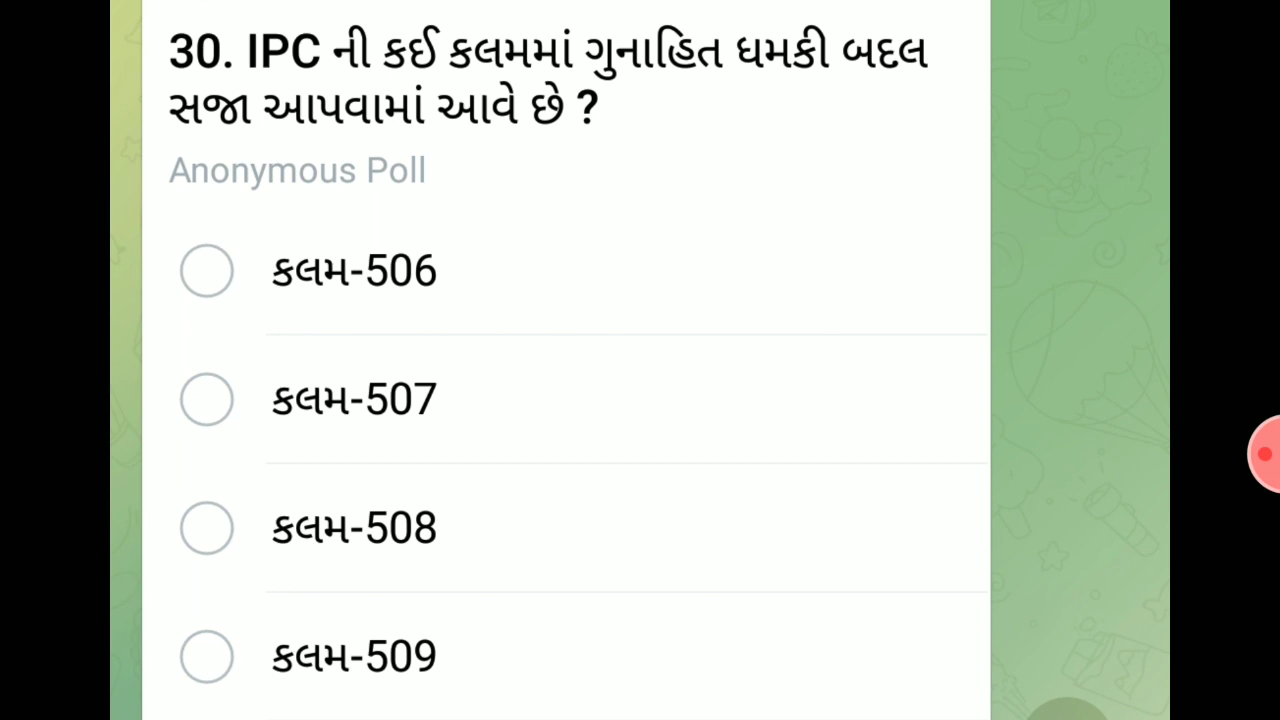 30. IPC ની કઈ કલમમાં ગુનાહિત ધમકી બદલ
સજા આપવામાં આવે છે ?
Anonymous Poll
કલમ-506
કલમ-507
કલમ-508
કલમ-509